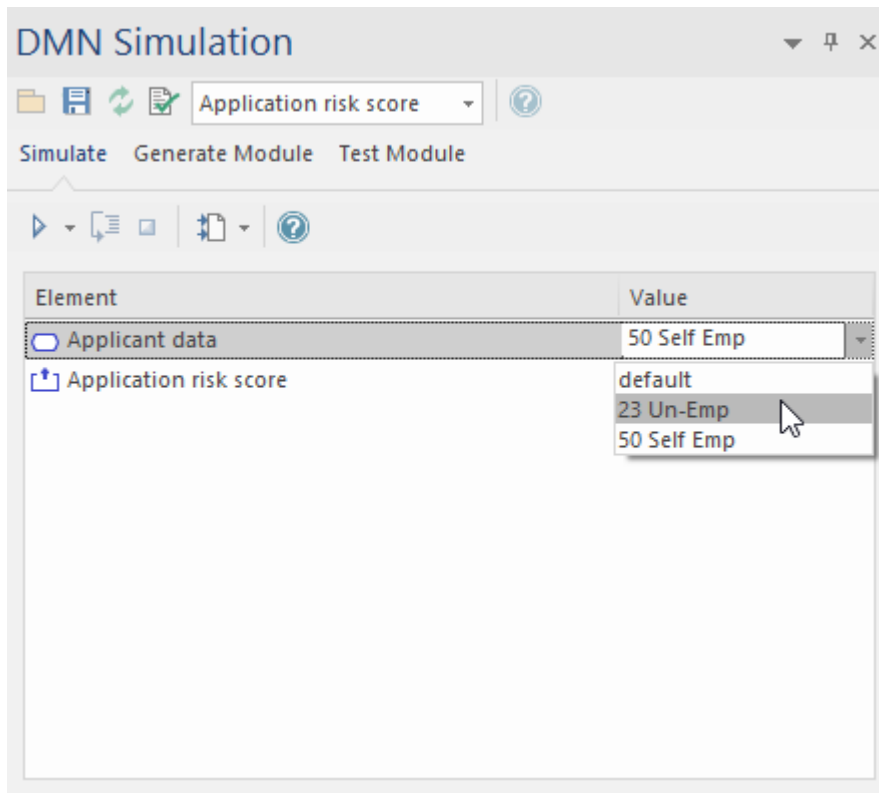 DMN Simulation
Application risk score
Simulate Generate Module Test Module
Element Value
Applicant data 50 Self Emp
Application risk score default
23 Un-Emp
50 Self Emp